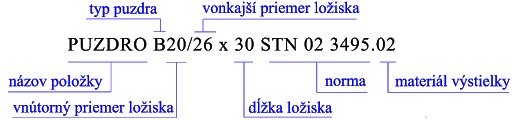 typ puzdra vonkajší priemer ložiska
PUZDRO B20/26 x 30 STN 02 3495.02
názov položky norma materiál výstielky
vnútorný priemer ložiska dĺžka ložiska